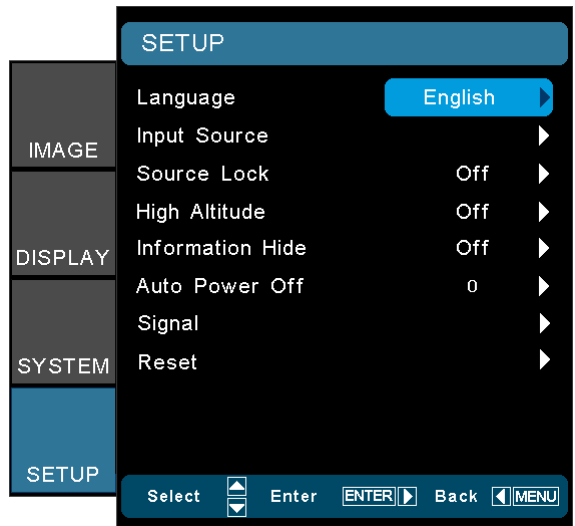 SETUP
Language English
Input Source
IMAGE
Source Lock Off
High Altitude Off
Information Hide Off
DISPLAY
Auto Power Off 0
Signal
SYSTEM
Reset
SETUP
Select Enter ENTER Back MENU